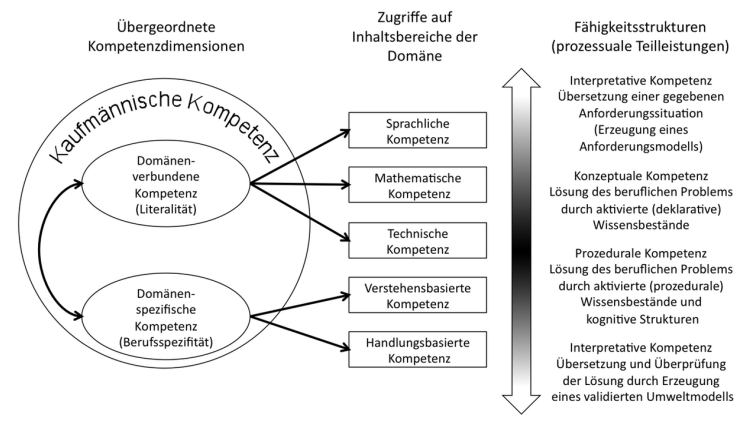 Übergeordnete
Kompetenzdimensionen
Zugriffe auf
Inhaltsbereiche der
Domäne
Fähigkeitsstrukturen
(prozessuale Teilleistungen)
Kaufmännische Kompetenz
Domänen-
verbundene
Kompetenz
(Literalität)
Domänen-
spezifische
Kompetenz
(Berufsspezifität)
Sprachliche
Kompetenz
Mathematische
Kompetenz
Technische
Kompetenz
Verstehensbasierte
Kompetenz
Handlungsbasierte
Kompetenz
Interpretative Kompetenz
Übersetzung einer gegebenen
Anforderungssituation
(Erzeugung eines
Anforderungsmodells)
Konzeptuale Kompetenz
Lösung des beruflichen Problems
durch aktivierte (deklarative)
Wissensbestände
Prozedurale Kompetenz
Lösung des beruflichen Problems
durch aktivierte (prozedurale)
Wissensbestände und
kognitive Strukturen
Interpretative Kompetenz
Übersetzung und Überprüfung
der Lösung durch Erzeugung
eines validierten Umweltmodells